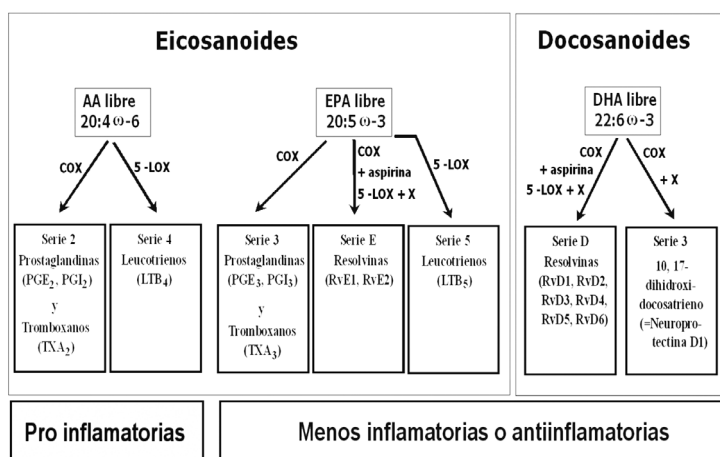 Eicosanoides
Docosanoides
AA libre
20:4 ω-6
EPA libre
20:5 ω-3
DHA libre
22:6 ω-3
COX
5 -LOX
COX
COX
+ aspirina
5 -LOX + X
5 -LOX
COX
+ aspirina
5 -LOX + X
COX
+ X
Serie 2
Prostaglandinas
(PGE2, PGI2)
y
Tromboxanos
(TXA2)
Serie 4
Leucotrienos
(LTB4)
Serie 3
Prostaglandinas
(PGE3, PGI3)
y
Tromboxanos
(TXA3)
Serie E
Resolvinas
(RvE1, RvE2)
Serie 5
Leucotrienos
(LTB5)
Serie D
Resolvinas
(RvD1, RvD2,
RvD3, RvD4,
RvD5, RvD6)
Serie 3
10, 17-
dihidroxi-
docosatrieno
(=Neuropro-
tectina D1)
Pro inflamatorias
Menos inflamatorias o antiinflamatorias